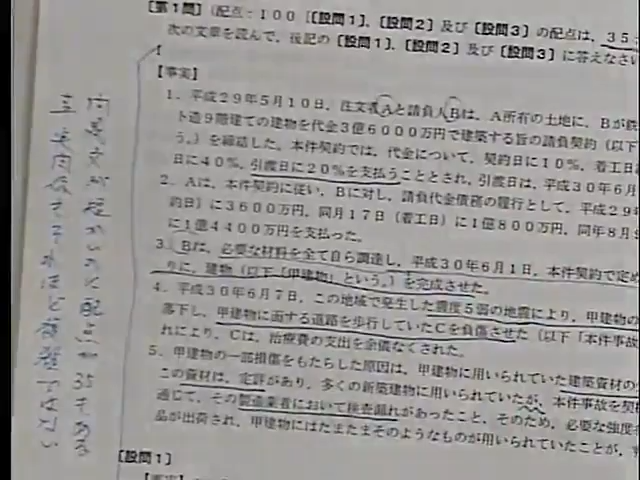 [第1問](配点:100〔〔設問1〕,〔設問2〕及び〔設問3〕の配点は,35:
次の文章を読んで,後記の〔設問1〕,〔設問2〕及び〔設問3〕に答えなさい
【事実】
1.平成29年5月10日,注文者Aと請負人Bは,A所有の土地に,Bが鉄
ト造9階建ての建物を代金3億6000万円で建築する旨の請負契約(以下
う。)を締結した。本件契約では,代金について,契約日に10%,着工日
日に40%,引渡日に20%を支払うこととされ,引渡日は,平成30年6月
2.Aは,本件契約に従い,Bに対し,請負代金債務の履行として,平成29
約日)に3600万円,同月17日(着工日)に1億800万円,同年8月
に1億4400万円を支払った。
3.Bは,必要な材料を全て自ら調達し,平成30年6月1日,本件契約で定め
りに,建物(以下「甲建物」という。)を完成させた。
4.平成30年6月7日,この地域で発生した震度5弱の地震により,甲建物の
落下し,甲建物に面する道路を歩行していたCを負傷させた(以下「本件事故
れにより,Cは,治療費の支出を余儀なくされた。
5.甲建物の一部損傷をもたらした原因は,甲建物に用いられていた建築資材の
この資材は,定評があり,多くの新築建物に用いられていたが,本件事故を契
通じて,その製造業者において検査漏れがあったこと,そのため,必要な強度
品が出荷され,甲建物にはたまたまそのようなものが用いられていたことが,
〔設問1〕
問題文が短かいのに配点が35もある